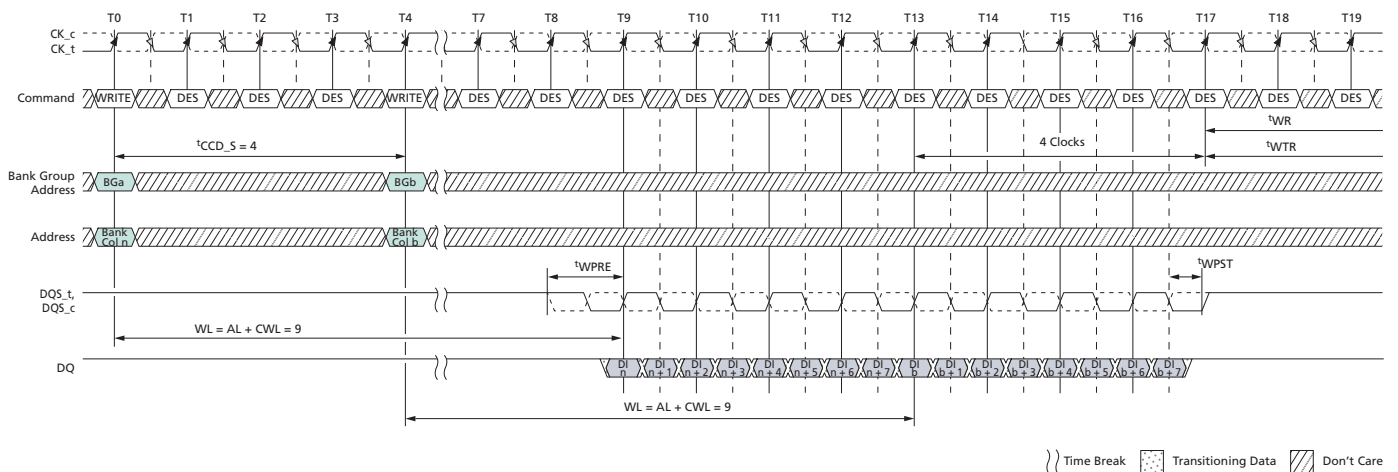 T0 T1 T2 T3 T4 T7 T8 T9 T10 T11 T12 T13 T14 T15 T16 T17 T18 T19
CK_c
CK_t
Command WRITE DES DES DES WRITE DES DES DES DES DES DES DES DES DES DES DES DES DES
tWR
tCCD_S = 4 4 Clocks tWTR
Bank Group Address BGa BGb
Address Bank Col n Bank Col b
tWPRE tWPST
DQS_t,
DQS_c
WL = AL + CWL = 9
DQ DI n DI n + 1 DI n + 2 DI n + 3 DI n + 4 DI n + 5 DI n + 6 DI n + 7 DI b DI b + 1 DI b + 2 DI b + 3 DI b + 4 DI b + 5 DI b + 6 DI b + 7
WL = AL + CWL = 9
Time Break Transitioning Data Don't Care